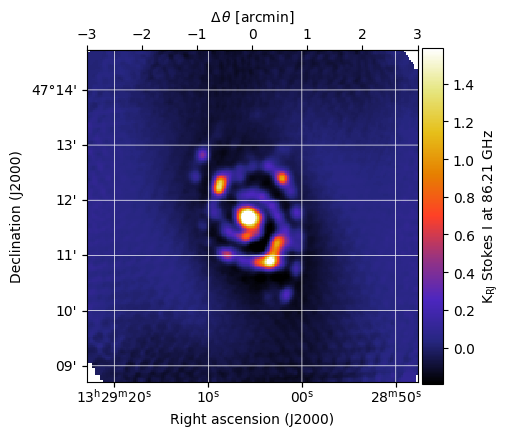 Δθ [arcmin]
−3 −2 −1 0 1 2 3
47°14'
13'
12'
11'
10'
09'
Declination (J2000)
13ʰ29ᵐ20ˢ 10ˢ 00ˢ 28ᵐ50ˢ
Right ascension (J2000)
1.4
1.2
1.0
0.8
0.6
0.4
0.2
0.0
K_RJ Stokes I at 86.21 GHz